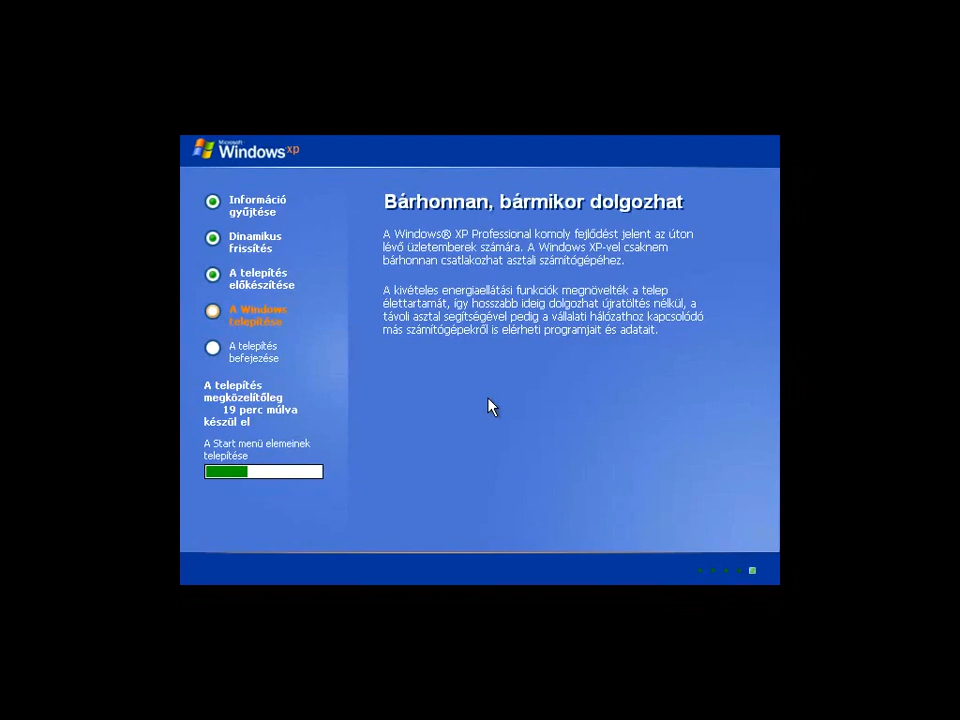 Microsoft
Windows xp
Információ
gyűjtése
Dinamikus
frissítés
A telepítés
előkészítése
A Windows
telepítése
A telepítés
befejezése
A telepítés
megközelítőleg
19 perc múlva
készül el
A Start menü elemeinek
telepítése
Bárhonnan, bármikor dolgozhat
A Windows® XP Professional komoly fejlődést jelent az úton
lévő üzletemberek számára. A Windows XP-vel csaknem
bárhonnan csatlakozhat asztali számítógépéhez.
A kivételes energiaellátási funkciók megnövelték a telep
élettartamát, így hosszabb ideig dolgozhat újratöltés nélkül, a
távoli asztal segítségével pedig a vállalati hálózathoz kapcsolódó
más számítógépekről is elérheti programjait és adatait.